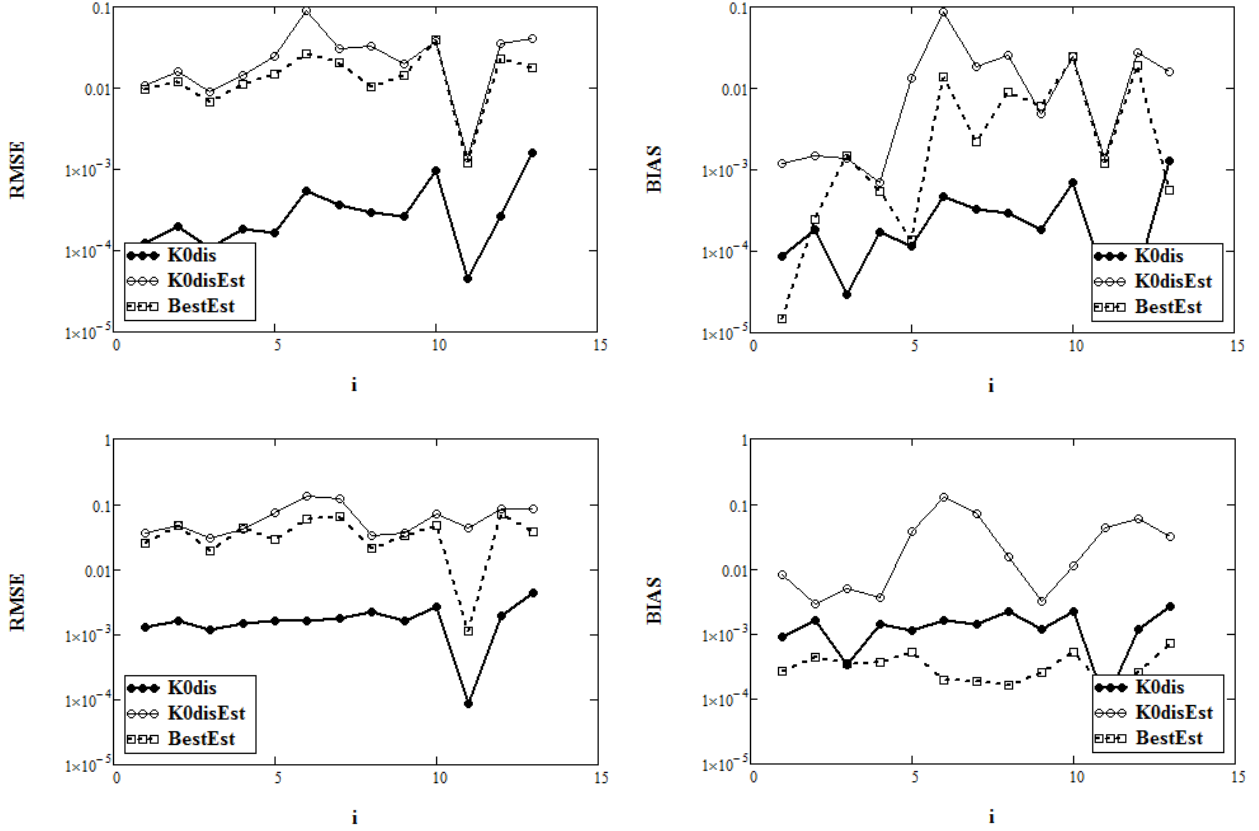 RMSE
0.1
0.01
1×10⁻³
1×10⁻⁴
1×10⁻⁵
K0dis
K0disEst
BestEst
0 5 10 15
i
BIAS
0.1
0.01
1×10⁻³
1×10⁻⁴
1×10⁻⁵
K0dis
K0disEst
BestEst
0 5 10 15
i
RMSE
1
0.1
0.01
1×10⁻³
1×10⁻⁴
1×10⁻⁵
K0dis
K0disEst
BestEst
0 5 10 15
i
BIAS
1
0.1
0.01
1×10⁻³
1×10⁻⁴
1×10⁻⁵
K0dis
K0disEst
BestEst
0 5 10 15
i